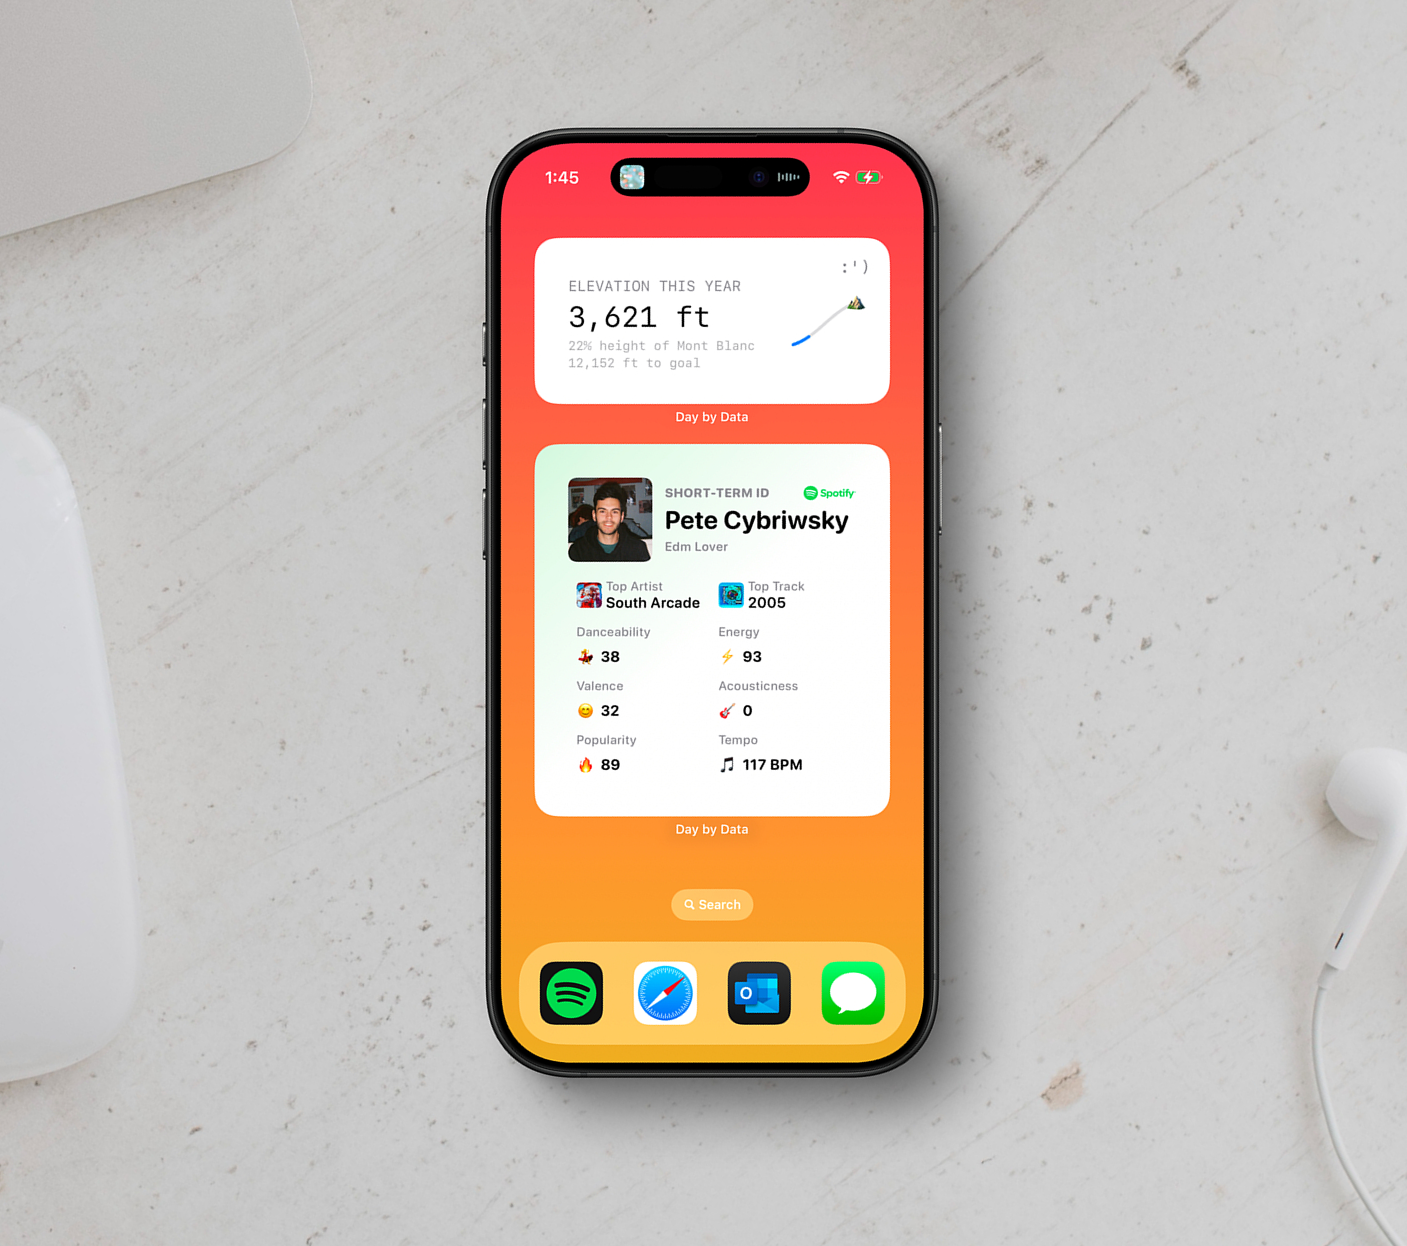 1:45
:')
ELEVATION THIS YEAR
3,621 ft
22% height of Mont Blanc
12,152 ft to goal
Day by Data
SHORT-TERM ID
Spotify
Pete Cybriwsky
Edm Lover
Top Artist
South Arcade
Top Track
2005
Danceability
38
Energy
93
Valence
32
Acousticness
0
Popularity
89
Tempo
117 BPM
Day by Data
Search
O